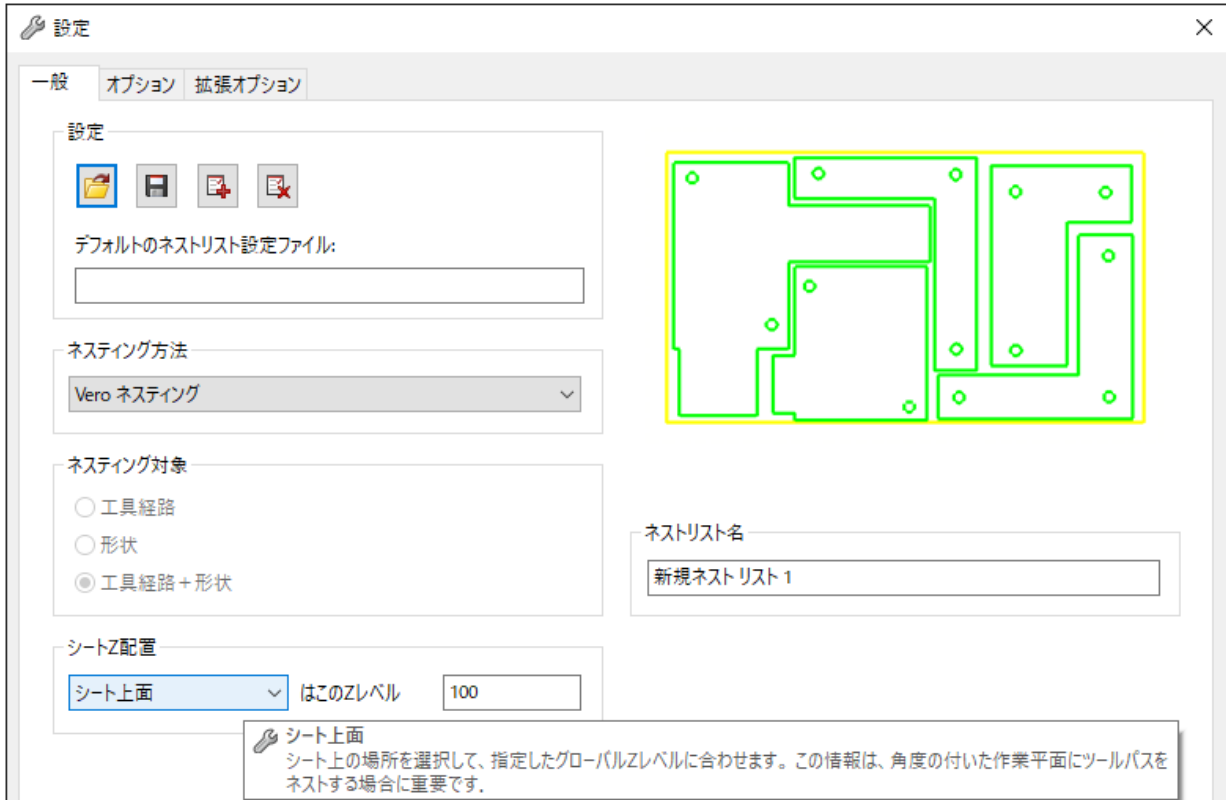 設定
一般
オプション
拡張オプション
設定
デフォルトのネストリスト設定ファイル:
ネスティング方法
Vero ネスティング
ネスティング対象
工具経路
形状
工具経路＋形状
ネストリスト名
新規ネスト リスト 1
シートZ配置
シート上面
はこのZレベル
100
シート上面
シート上の場所を選択して、指定したグローバルZレベルに合わせます。この情報は、角度の付いた作業平面にツールパスを
ネストする場合に重要です.